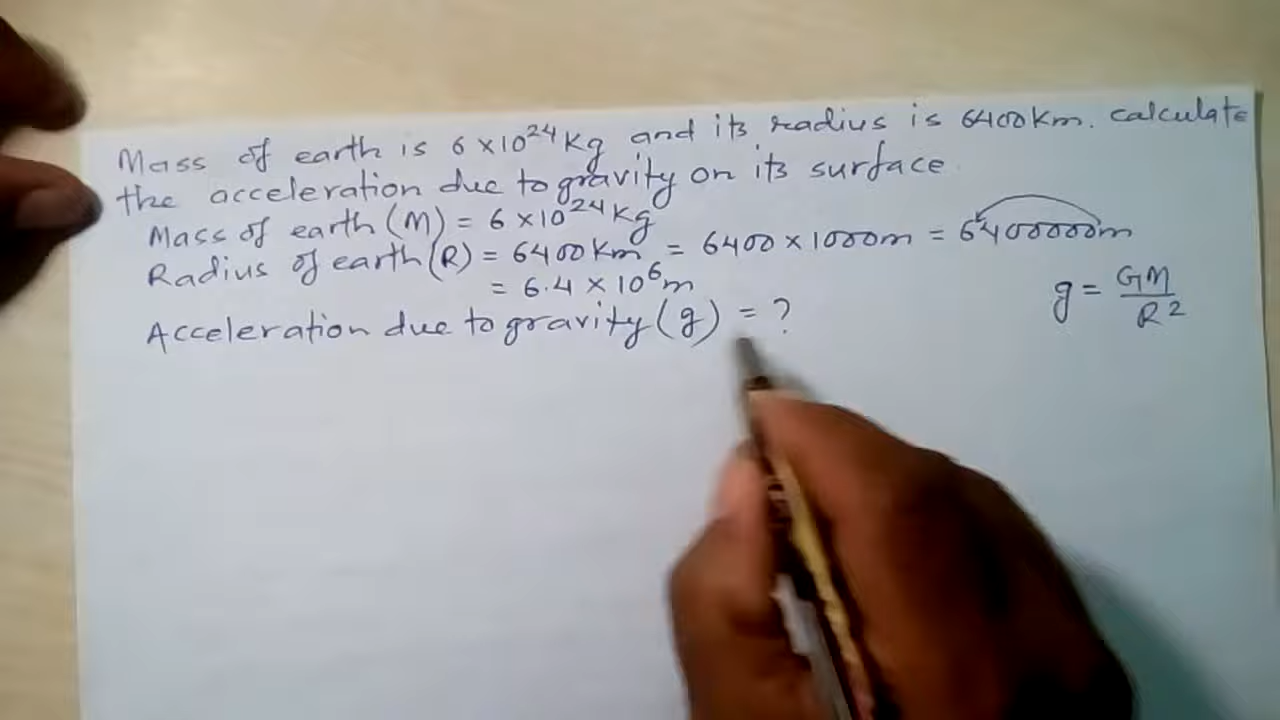 Mass of earth is 6 × 10²⁴ Kg and its radius is 6400 Km. calculate
the acceleration due to gravity on its surface
Mass of earth (M) = 6 × 10²⁴ Kg
Radius of earth (R) = 6400 Km = 6400 × 1000m = 6400000m
= 6.4 × 10⁶m
Acceleration due to gravity (g) = ?
g = GM/R²